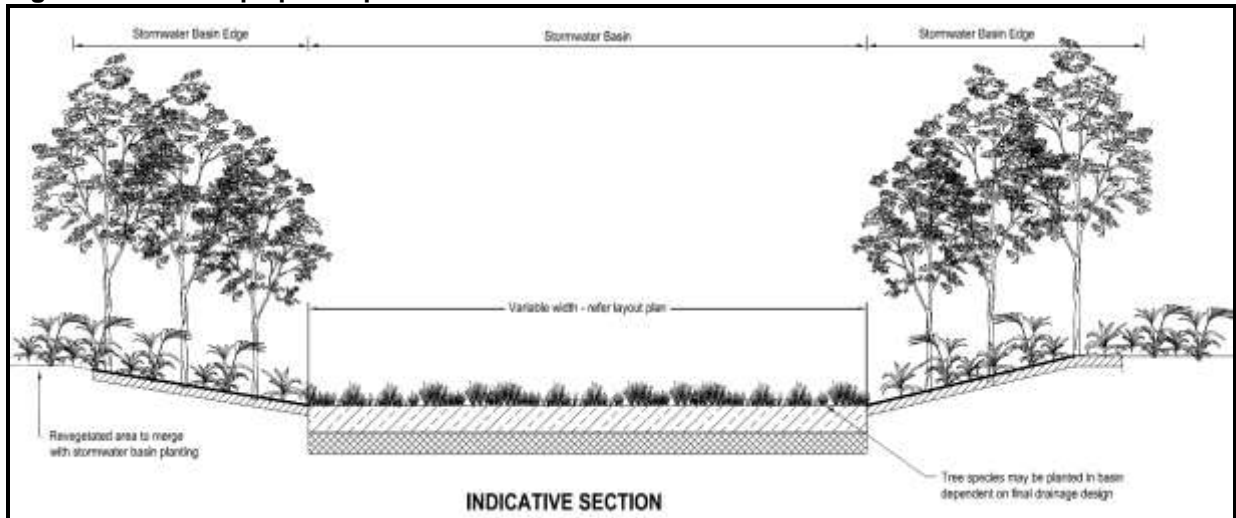 Stormwater Basin Edge
Stormwater Basin
Stormwater Basin Edge
Variable width - refer layout plan
Revegetated area to merge
with stormwater basin planting
Tree species may be planted in basin
dependent on final drainage design
INDICATIVE SECTION